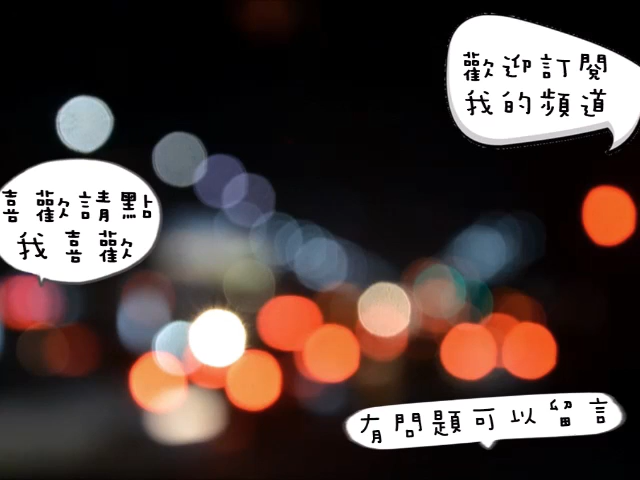 歡迎訂閱
我的頻道
喜歡請點
我喜歡
有問題可以留言